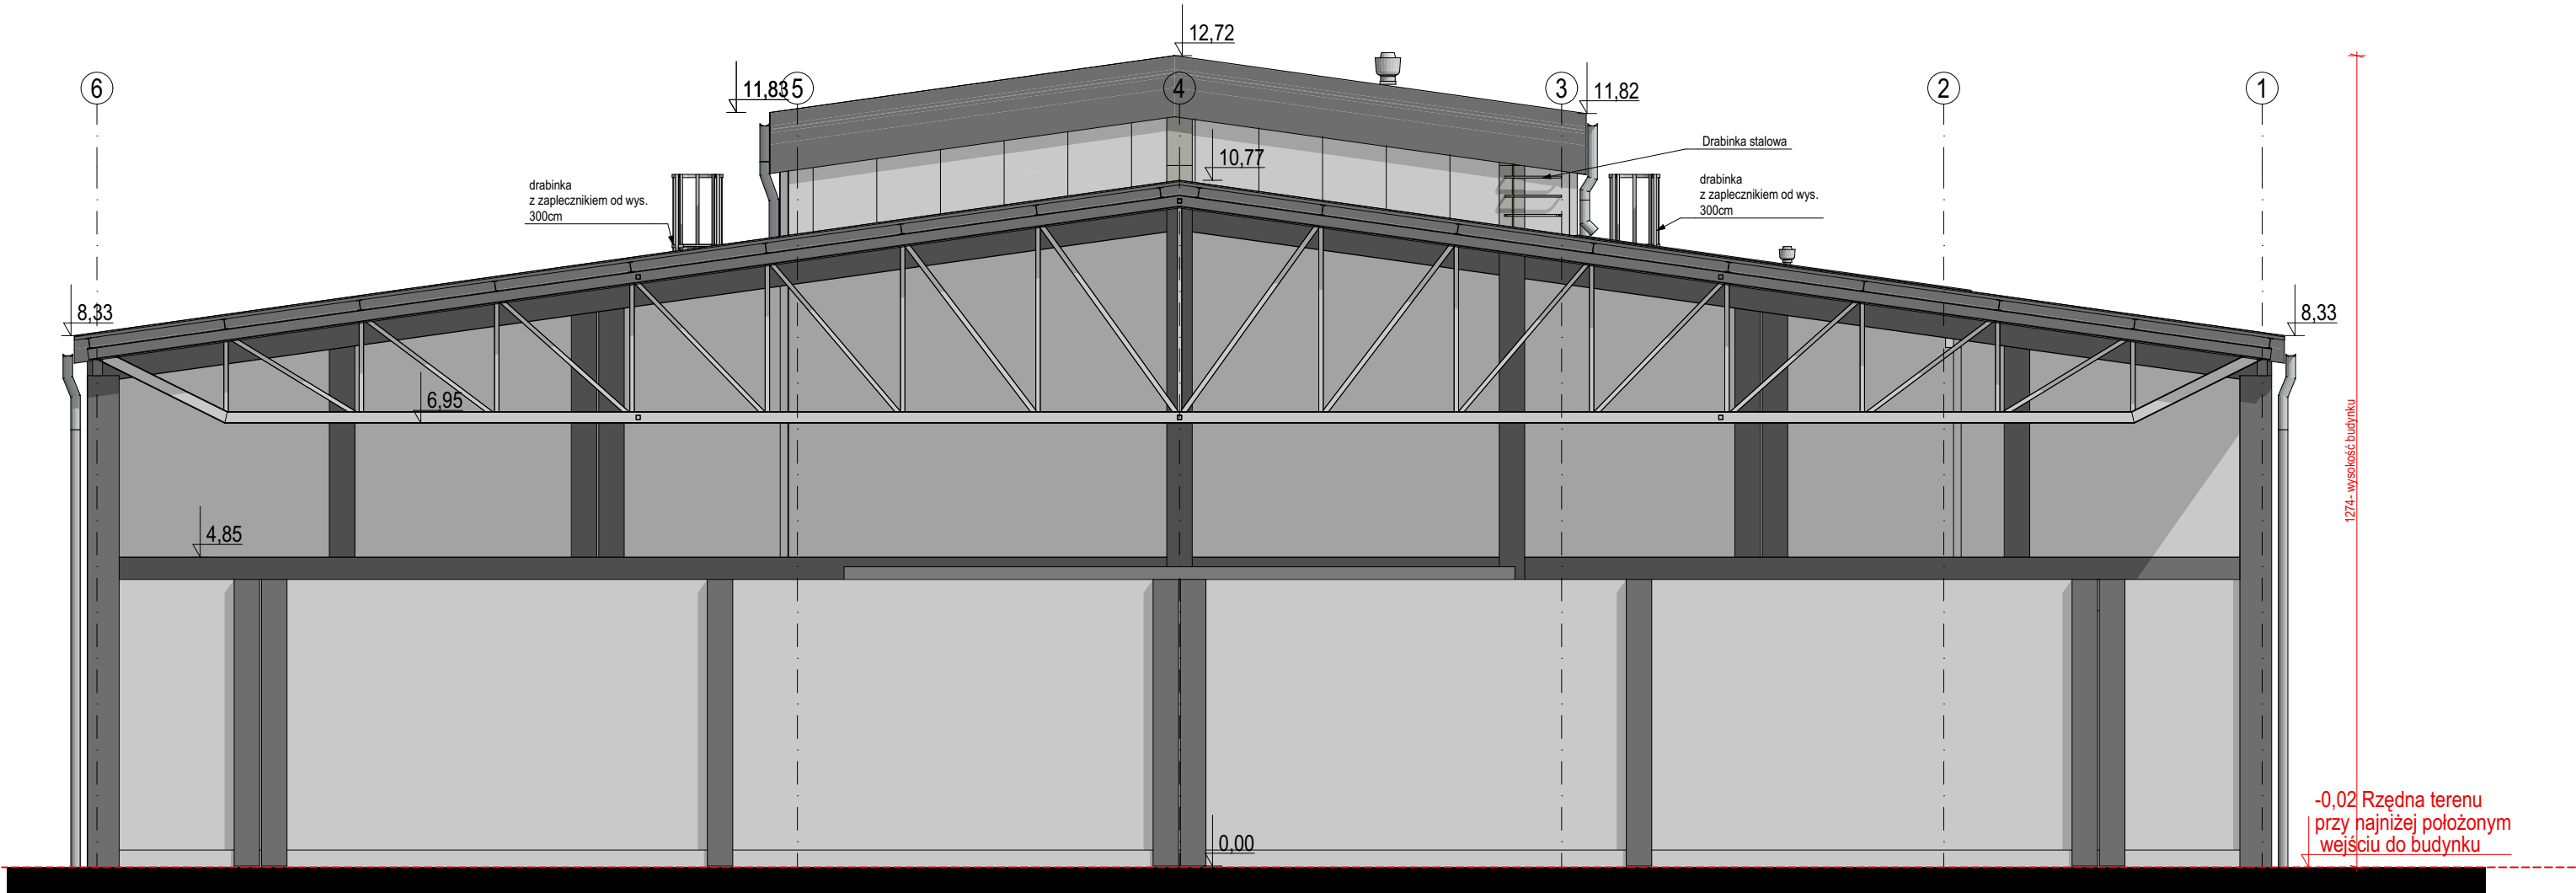 12,72
6
11,83
5
4
3
11,82
2
1
Drabinka stalowa
10,77
drabinka
z zaplecznikiem od wys.
300cm
drabinka
z zaplecznikiem od wys.
300cm
8,33
8,33
6,95
1274- wysokość budynku
4,85
-0,02 Rzędna terenu
przy najniżej położonym
wejściu do budynku
0,00